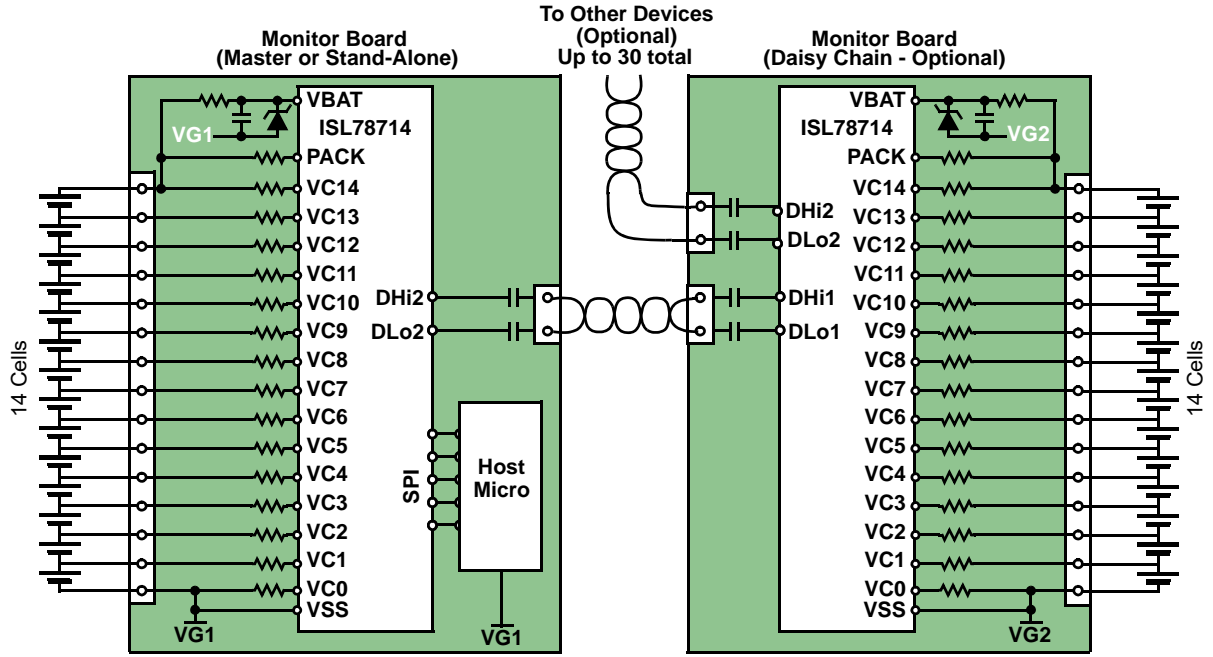 To Other Devices
(Optional)
Up to 30 total
Monitor Board
(Master or Stand-Alone)
VBAT
ISL78714
VG1
PACK
VC14
VC13
VC12
VC11
VC10
VC9
VC8
VC7
VC6
VC5
VC4
VC3
VC2
VC1
VC0
VSS
VG1
14 Cells
DHi2
DLo2
SPI
Host
Micro
VG1
Monitor Board
(Daisy Chain - Optional)
VBAT
ISL78714
VG2
PACK
VC14
VC13
VC12
VC11
VC10
VC9
VC8
VC7
VC6
VC5
VC4
VC3
VC2
VC1
VC0
VSS
VG2
DHi2
DLo2
DHi1
DLo1
14 Cells